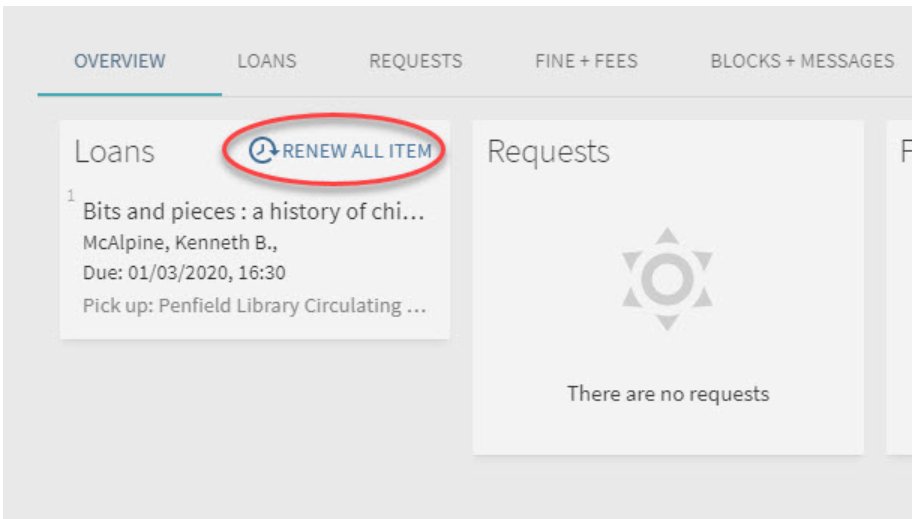 OVERVIEW LOANS REQUESTS FINE + FEES BLOCKS + MESSAGES
Loans
RENEW ALL ITEM
1
Bits and pieces : a history of chi...
McAlpine, Kenneth B.,
Due: 01/03/2020, 16:30
Pick up: Penfield Library Circulating ...
Requests
There are no requests
F